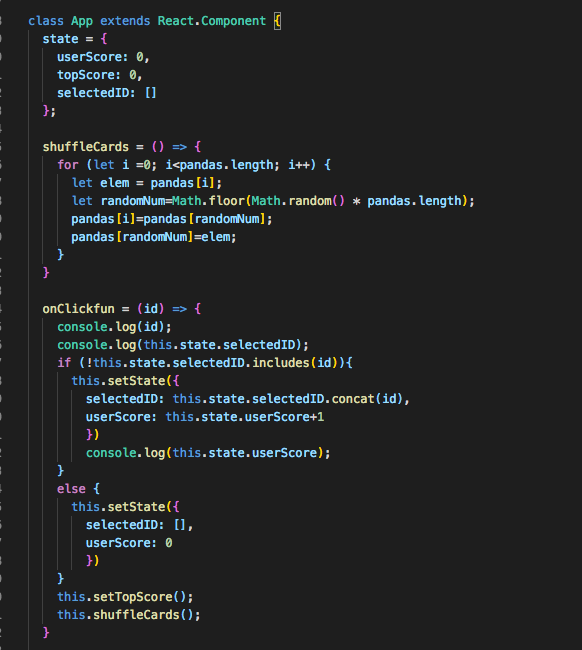 class App extends React.Component {
state = {
userScore: 0,
topScore: 0,
selectedID: []
};
shuffleCards = () => {
for (let i =0; i<pandas.length; i++) {
let elem = pandas[i];
let randomNum=Math.floor(Math.random() * pandas.length);
pandas[i]=pandas[randomNum];
pandas[randomNum]=elem;
}
}
onClickfun = (id) => {
console.log(id);
console.log(this.state.selectedID);
if (!this.state.selectedID.includes(id)){
this.setState({
selectedID: this.state.selectedID.concat(id),
userScore: this.state.userScore+1
})
console.log(this.state.userScore);
}
else {
this.setState({
selectedID: [],
userScore: 0
})
}
this.setTopScore();
this.shuffleCards();
}